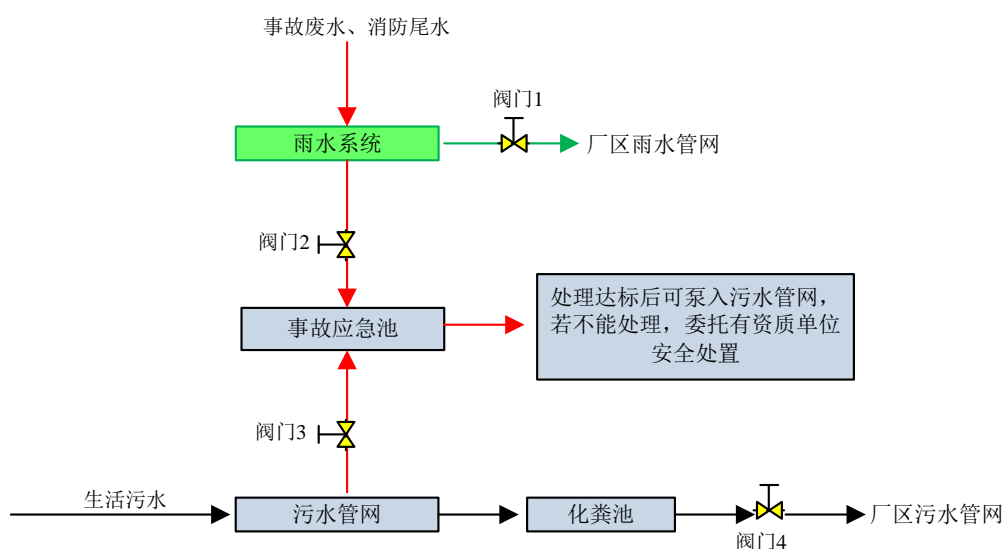 事故废水、消防尾水
阀门1
雨水系统
厂区雨水管网
阀门2
处理达标后可泵入污水管网，
若不能处理，委托有资质单位
安全处置
事故应急池
阀门3
生活污水
污水管网
化粪池
厂区污水管网
阀门4